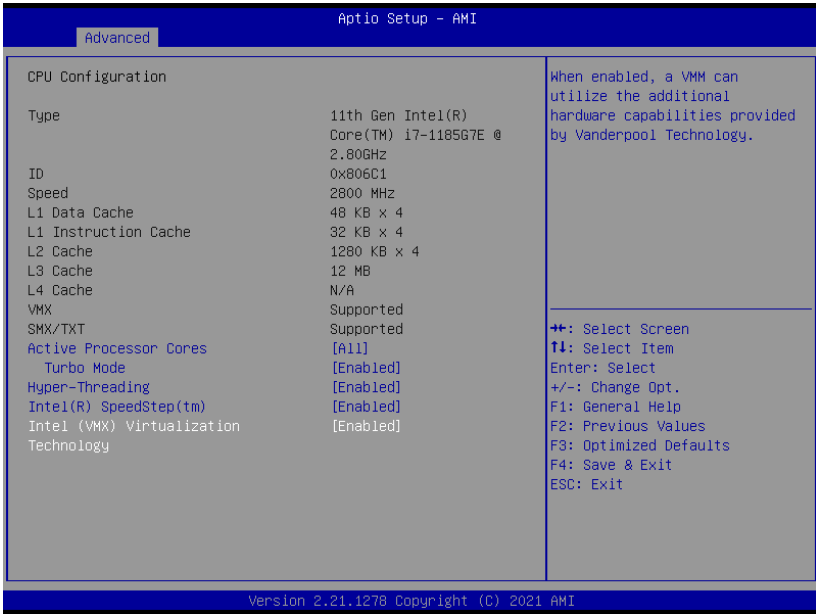 Aptio Setup - AMI
Advanced
CPU Configuration
Type 11th Gen Intel(R)
Core(TM) i7-1185G7E @
2.80GHz
ID 0x806C1
Speed 2800 MHz
L1 Data Cache 48 KB x 4
L1 Instruction Cache 32 KB x 4
L2 Cache 1280 KB x 4
L3 Cache 12 MB
L4 Cache N/A
VMX Supported
SMX/TXT Supported
Active Processor Cores [All]
Turbo Mode [Enabled]
Hyper-Threading [Enabled]
Intel(R) SpeedStep(tm) [Enabled]
Intel (VMX) Virtualization [Enabled]
Technology
When enabled, a VMM can
utilize the additional
hardware capabilities provided
by Vanderpool Technology.
→←: Select Screen
↑↓: Select Item
Enter: Select
+/-: Change Opt.
F1: General Help
F2: Previous Values
F3: Optimized Defaults
F4: Save & Exit
ESC: Exit
Version 2.21.1278 Copyright (C) 2021 AMI